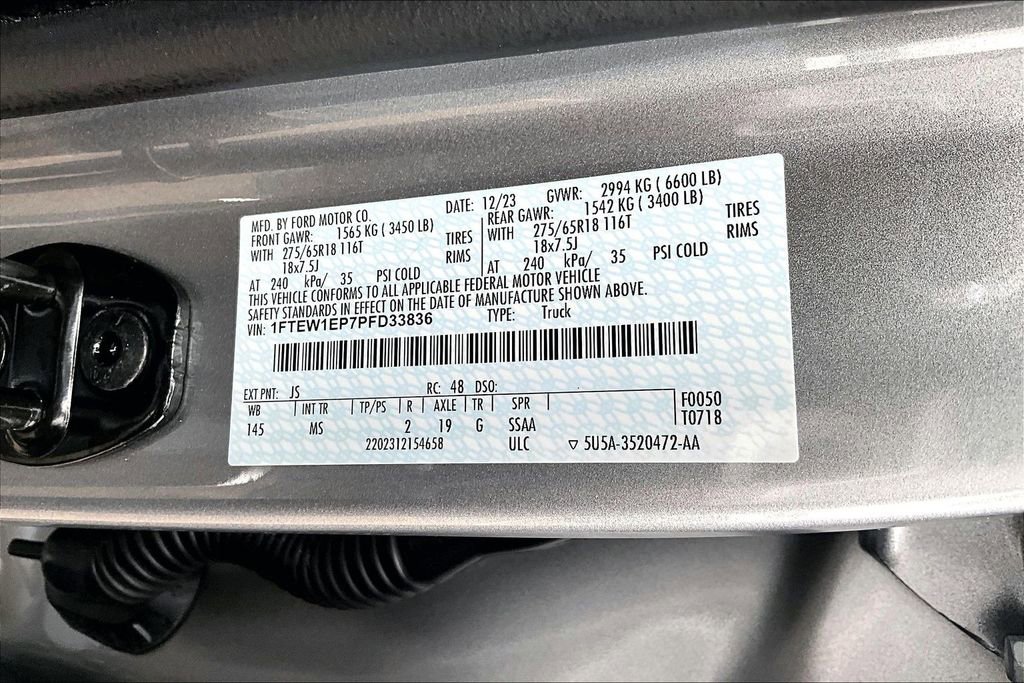 MFD. BY FORD MOTOR CO. DATE: 12/23 GVWR: 2994 KG ( 6600 LB)
FRONT GAWR: 1565 KG ( 3450 LB) REAR GAWR: 1542 KG ( 3400 LB)
WITH 275/65R18 116T TIRES WITH 275/65R18 116T TIRES
18x7.5J RIMS 18x7.5J RIMS
AT 240 kPa/ 35 PSI COLD AT 240 kPa/ 35 PSI COLD
THIS VEHICLE CONFORMS TO ALL APPLICABLE FEDERAL MOTOR VEHICLE
SAFETY STANDARDS IN EFFECT ON THE DATE OF MANUFACTURE SHOWN ABOVE.
VIN: 1FTEW1EP7PFD33836 TYPE: Truck
EXT PNT: JS RC: 48 DSO:
WB INT TR TP/PS R AXLE TR SPR F0050
145 MS 2 19 G SSAA T0718
2202312154658 ULC ▽ 5U5A-3520472-AA